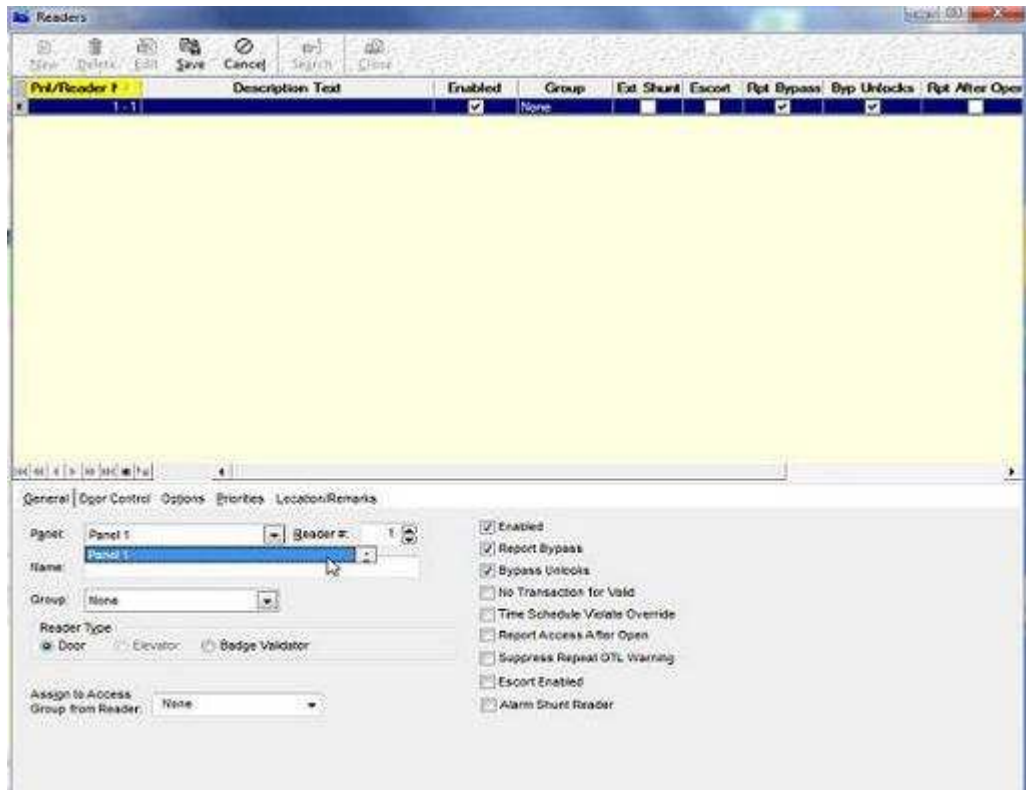 Readers
New Delete Edit Save Cancel Search Close
Pnl/Reader # Description Text Enabled Group Ext Shunt Escort Rpt Bypass Byp Unlocks Rpt After Open
1 - 1 None
General Door Control Options Priorities Location/Remarks
Panel: Panel 1 Reader #: 1
Panel 1
Name:
Group: None
Reader Type
Door Elevator Badge Validator
Assign to Access
Group from Reader: None
Enabled
Report Bypass
Bypass Unlocks
No Transaction for Valid
Time Schedule Violate Override
Report Access After Open
Suppress Repeat OTL Warning
Escort Enabled
Alarm Shunt Reader